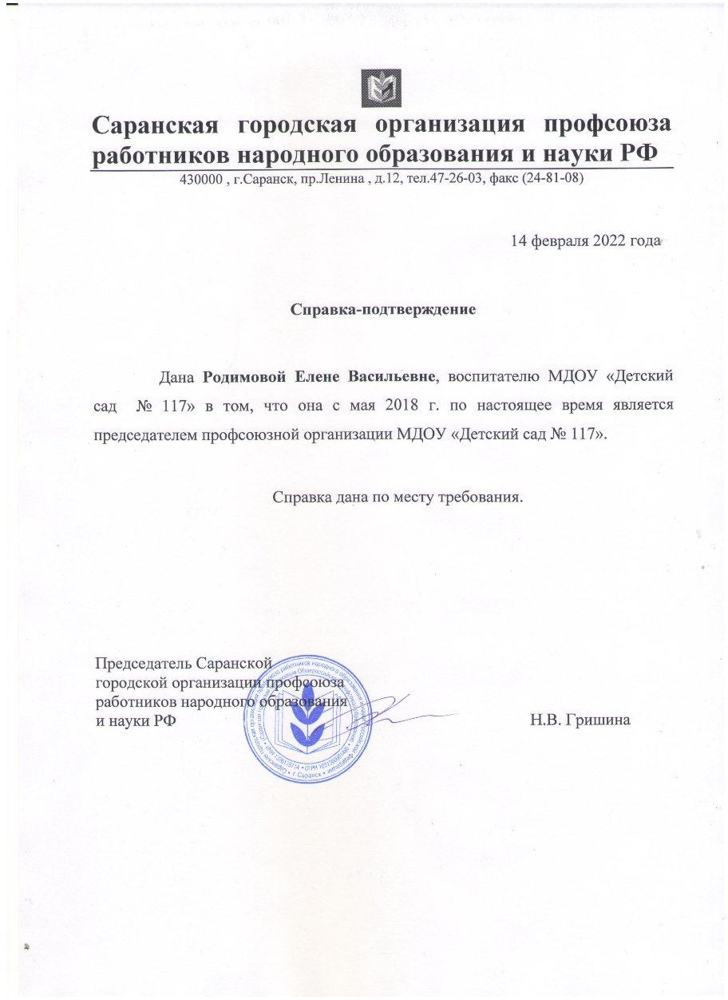 Саранская городская организация профсоюза
работников народного образования и науки РФ
430000 , г.Саранск, пр.Ленина , д.12, тел.47-26-03, факс (24-81-08)
14 февраля 2022 года
Справка-подтверждение
Дана Родимовой Елене Васильевне, воспитателю МДОУ «Детский
сад № 117» в том, что она с мая 2018 г. по настоящее время является
председателем профсоюзной организации МДОУ «Детский сад № 117».
Справка дана по месту требования.
Председатель Саранской
городской организации профсоюза
работников народного образования
и науки РФ
Н.В. Гришина
г. Саранск